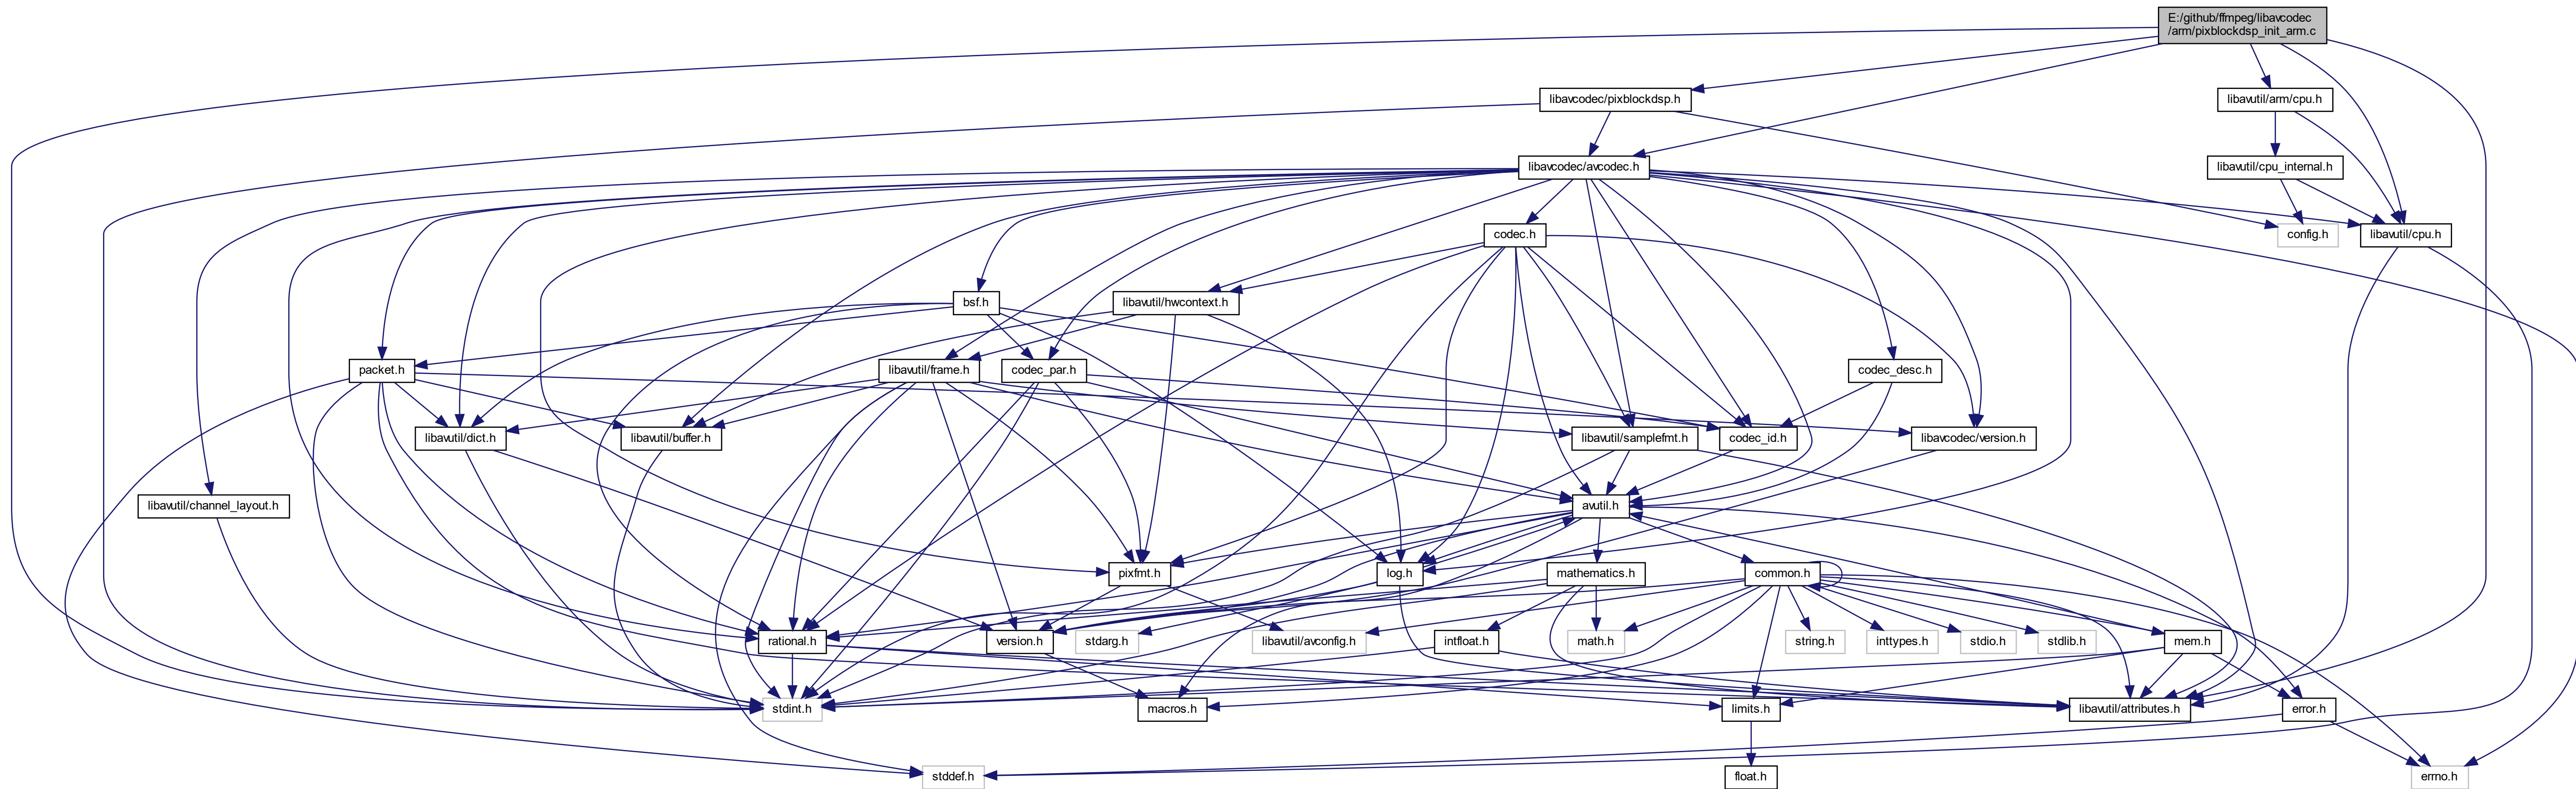 E:/github/ffmpeg/libavcodec
/arm/pixblockdsp_init_arm.c
libavcodec/pixblockdsp.h
libavutil/arm/cpu.h
libavcodec/avcodec.h
libavutil/cpu_internal.h
codec.h
config.h
libavutil/cpu.h
bsf.h
libavutil/hwcontext.h
packet.h
libavutil/frame.h
codec_par.h
codec_desc.h
libavutil/dict.h
libavutil/buffer.h
libavutil/samplefmt.h
codec_id.h
libavcodec/version.h
libavutil/channel_layout.h
avutil.h
pixfmt.h
log.h
mathematics.h
common.h
rational.h
version.h
stdarg.h
libavutil/avconfig.h
intfloat.h
math.h
string.h
inttypes.h
stdio.h
stdlib.h
mem.h
stdint.h
macros.h
limits.h
libavutil/attributes.h
error.h
stddef.h
float.h
errno.h